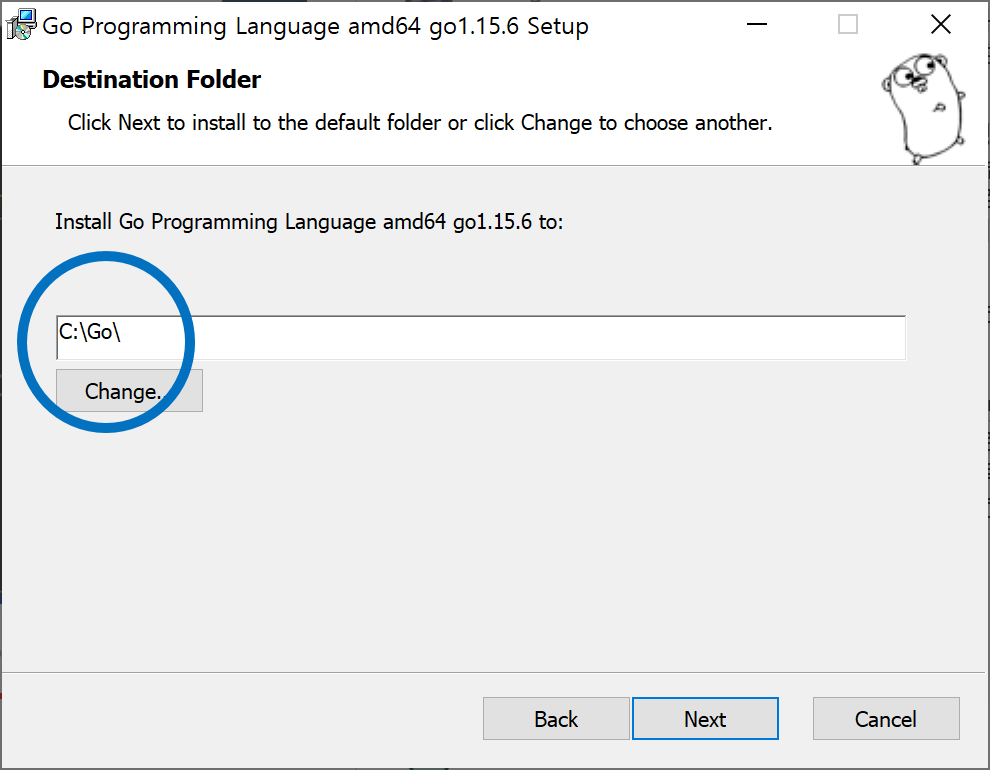 Go Programming Language amd64 go1.15.6 Setup
Destination Folder
Click Next to install to the default folder or click Change to choose another.
Install Go Programming Language amd64 go1.15.6 to:
C:\Go\
Change...
Back
Next
Cancel